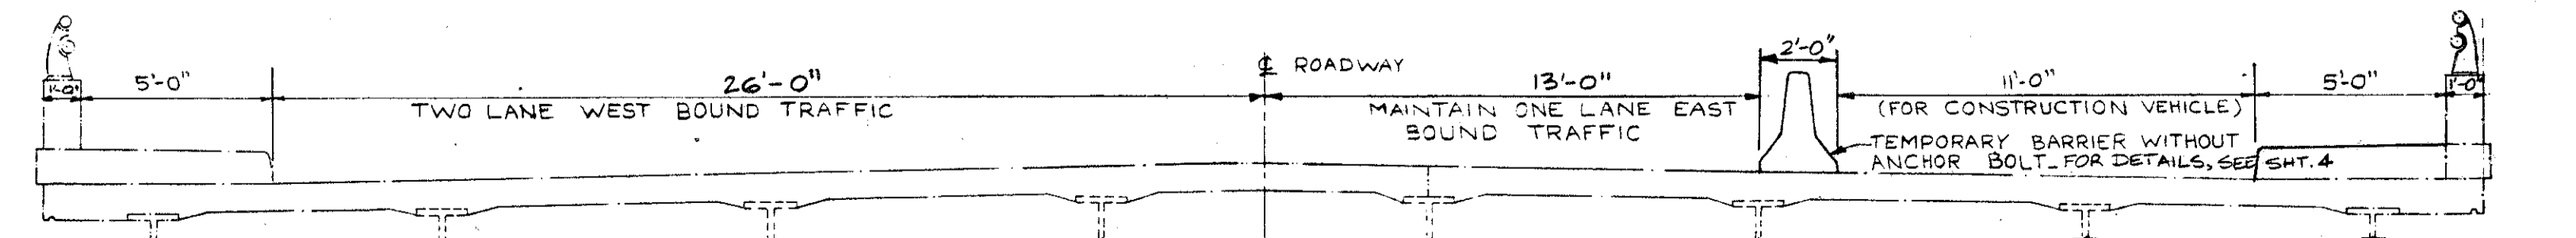 1'-0"
5'-0"
26'-0"
TWO LANE WEST BOUND TRAFFIC
℄ ROADWAY
13'-0"
MAINTAIN ONE LANE EAST
BOUND TRAFFIC
2'-0"
11'-0"
(FOR CONSTRUCTION VEHICLE)
TEMPORARY BARRIER WITHOUT
ANCHOR BOLT_FOR DETAILS, SEE SHT.4
5'-0"
1'-0"